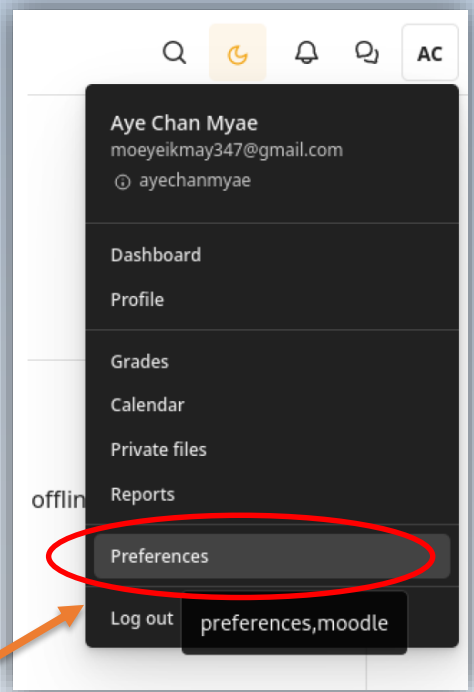 AC
Aye Chan Myae
moeyeikmay347@gmail.com
ayechanmyae
Dashboard
Profile
Grades
Calendar
Private files
offlin
Reports
Preferences
Log out
preferences,moodle